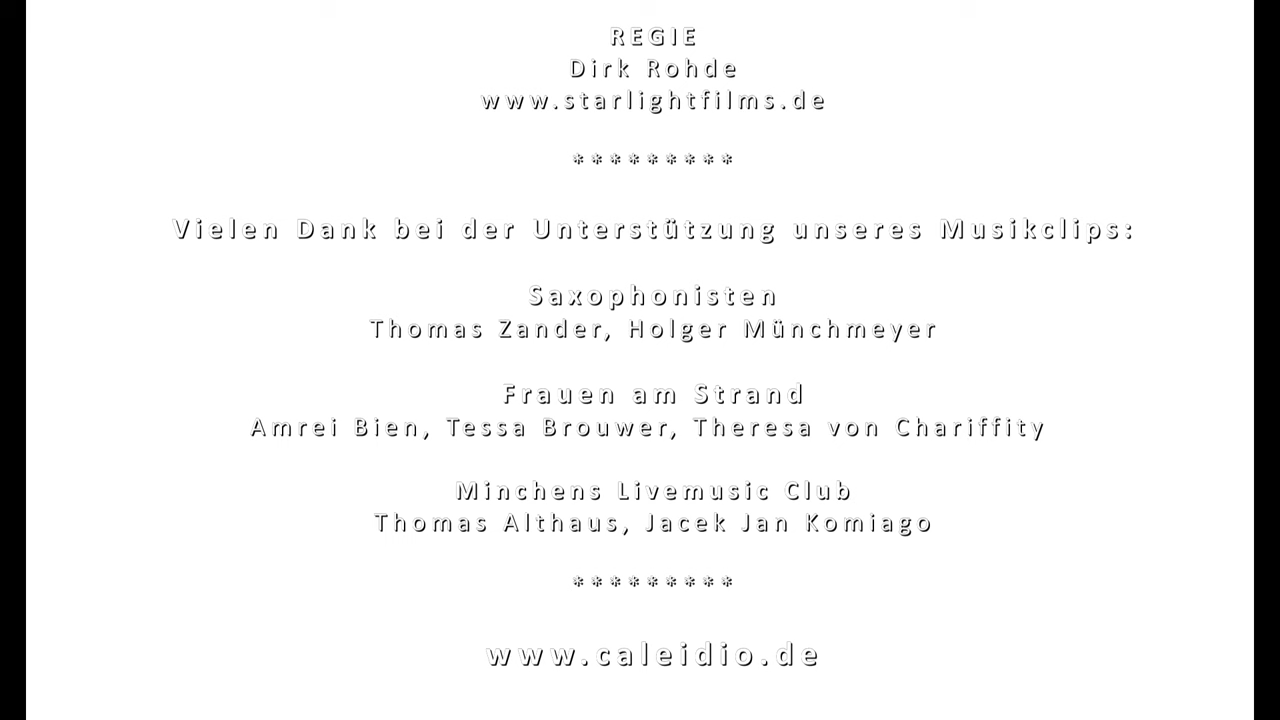 REGIE
Dirk Rohde
www.starlightfilms.de
*********
Vielen Dank bei der Unterstützung unseres Musikclips:
Saxophonisten
Thomas Zander, Holger Münchmeyer
Frauen am Strand
Amrei Bien, Tessa Brouwer, Theresa von Chariffity
Minchens Livemusic Club
Thomas Althaus, Jacek Jan Komiago
*********
www.caleidio.de